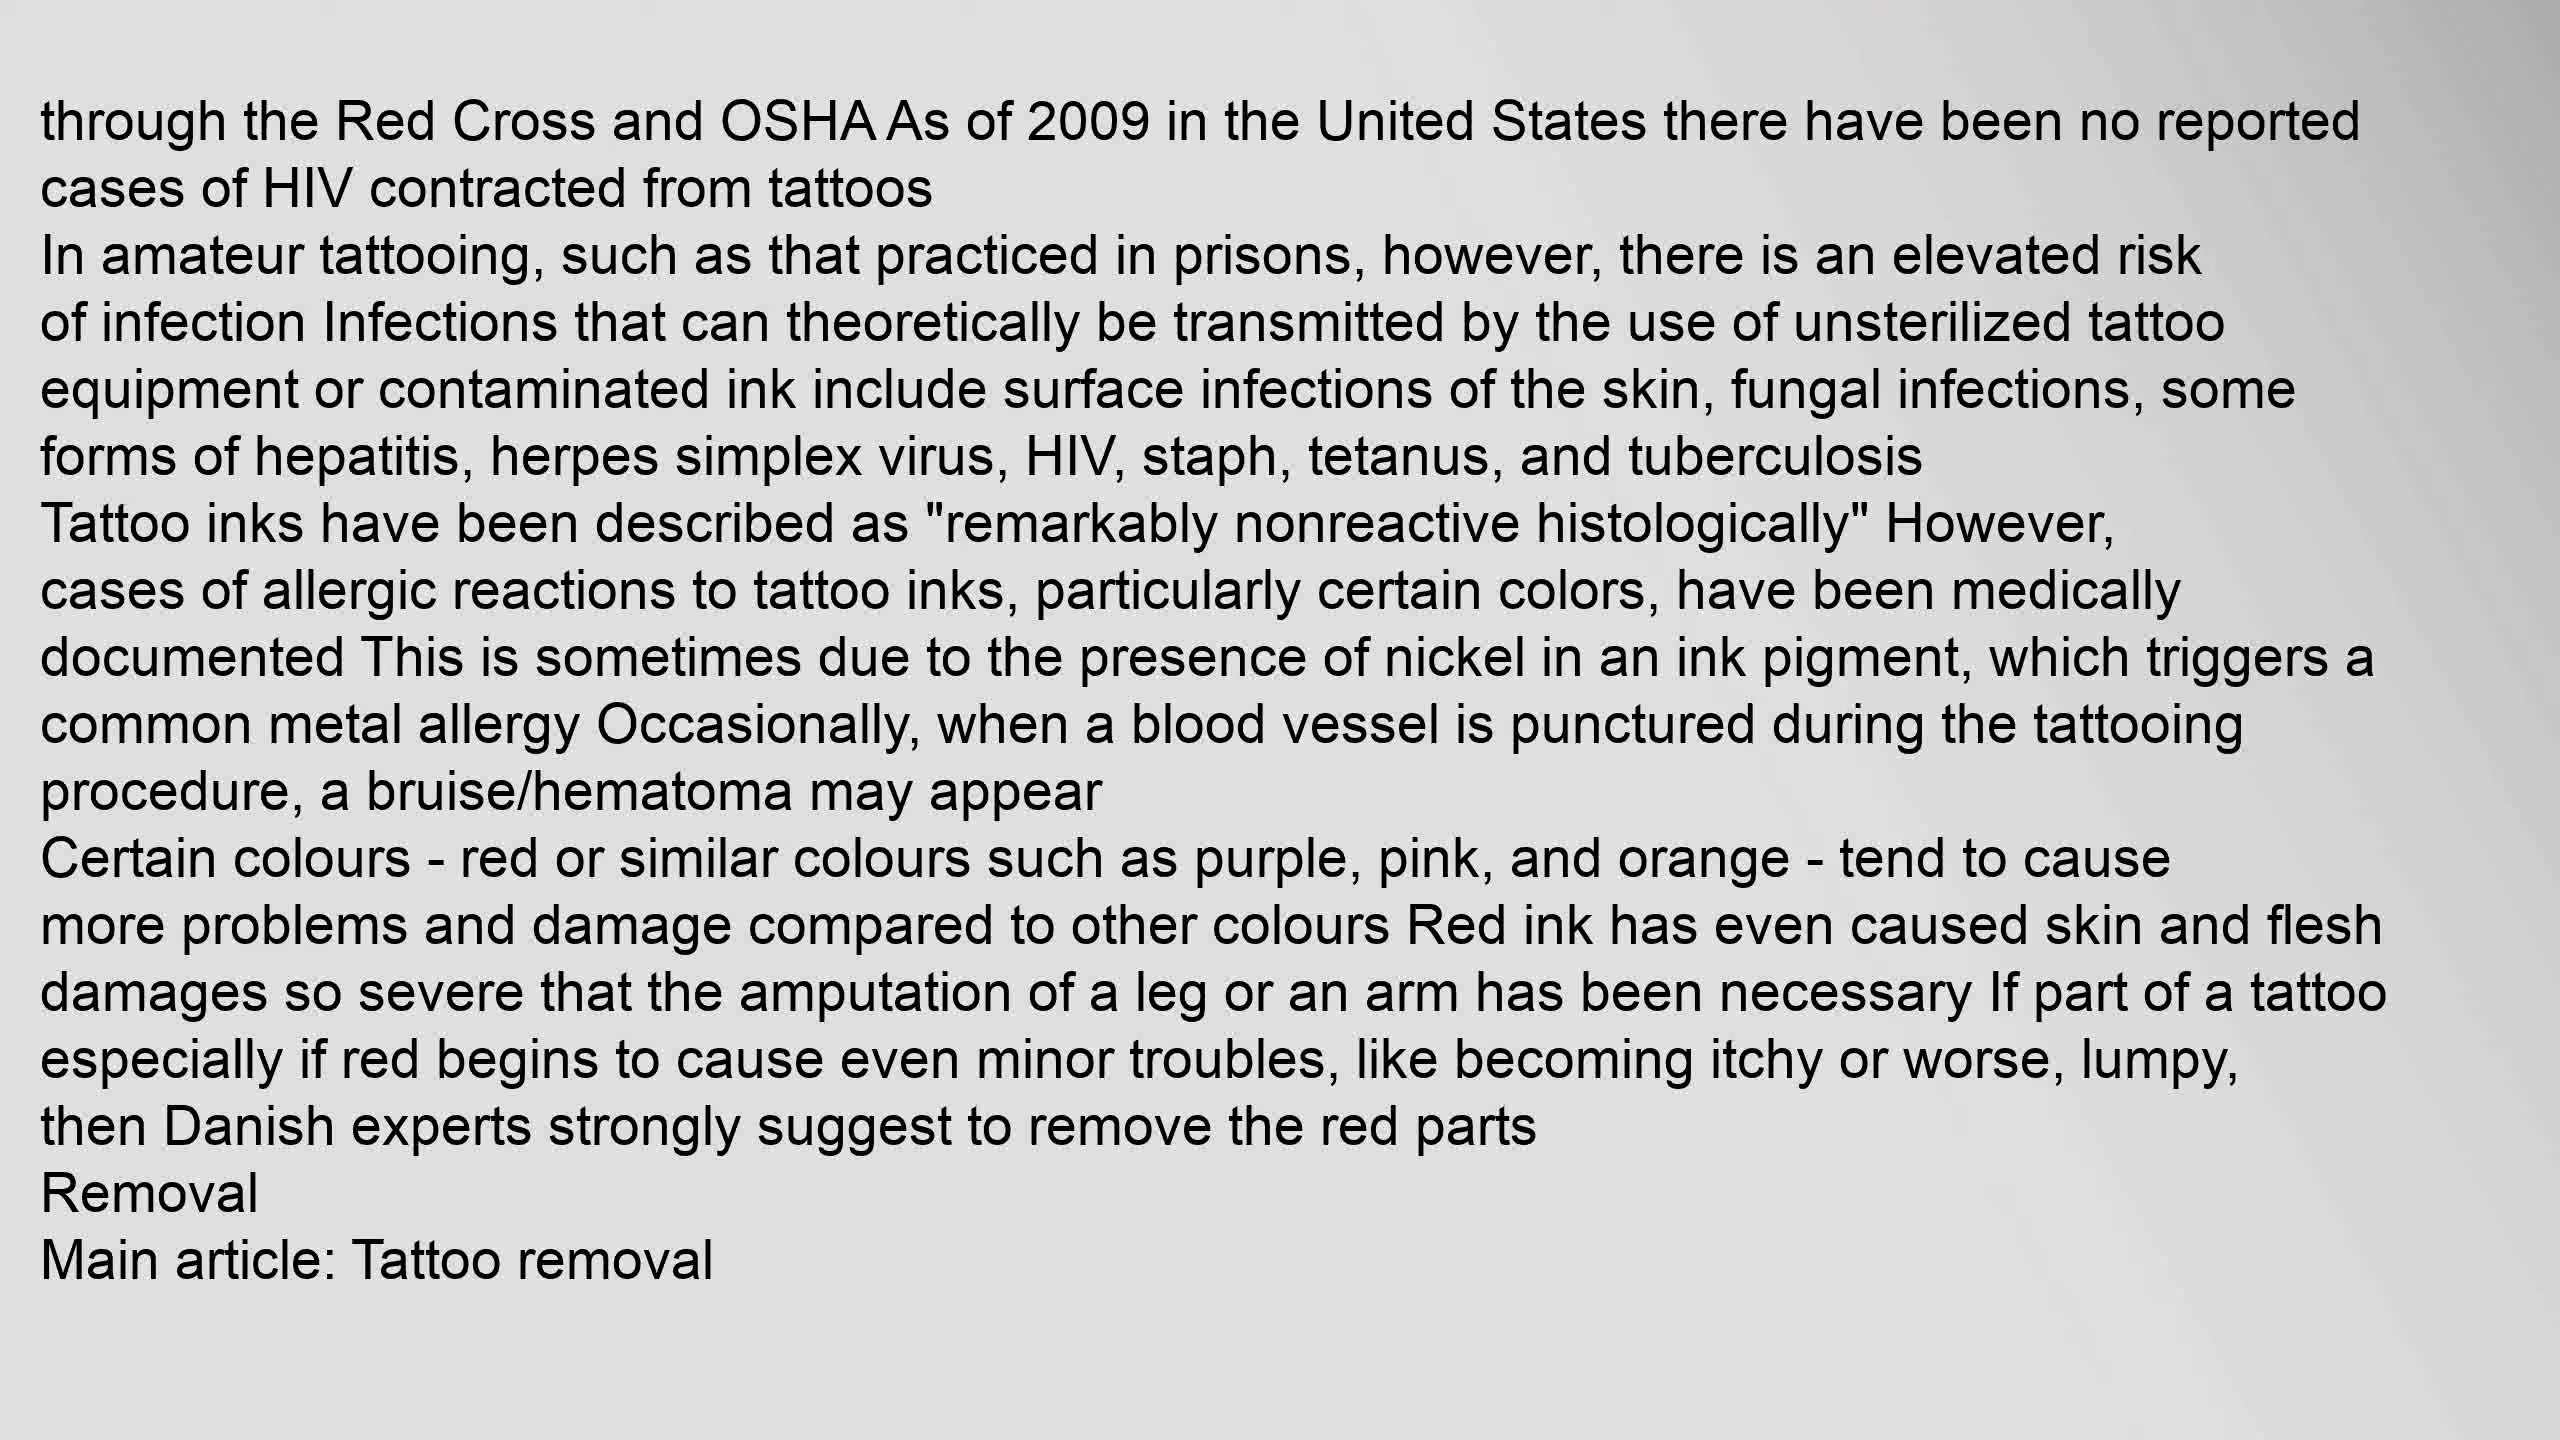 through the Red Cross and OSHA As of 2009 in the United States there have been no reported
cases of HIV contracted from tattoos
In amateur tattooing, such as that practiced in prisons, however, there is an elevated risk
of infection Infections that can theoretically be transmitted by the use of unsterilized tattoo
equipment or contaminated ink include surface infections of the skin, fungal infections, some
forms of hepatitis, herpes simplex virus, HIV, staph, tetanus, and tuberculosis
Tattoo inks have been described as "remarkably nonreactive histologically" However,
cases of allergic reactions to tattoo inks, particularly certain colors, have been medically
documented This is sometimes due to the presence of nickel in an ink pigment, which triggers a
common metal allergy Occasionally, when a blood vessel is punctured during the tattooing
procedure, a bruise/hematoma may appear
Certain colours - red or similar colours such as purple, pink, and orange - tend to cause
more problems and damage compared to other colours Red ink has even caused skin and flesh
damages so severe that the amputation of a leg or an arm has been necessary If part of a tattoo
especially if red begins to cause even minor troubles, like becoming itchy or worse, lumpy,
then Danish experts strongly suggest to remove the red parts
Removal
Main article: Tattoo removal